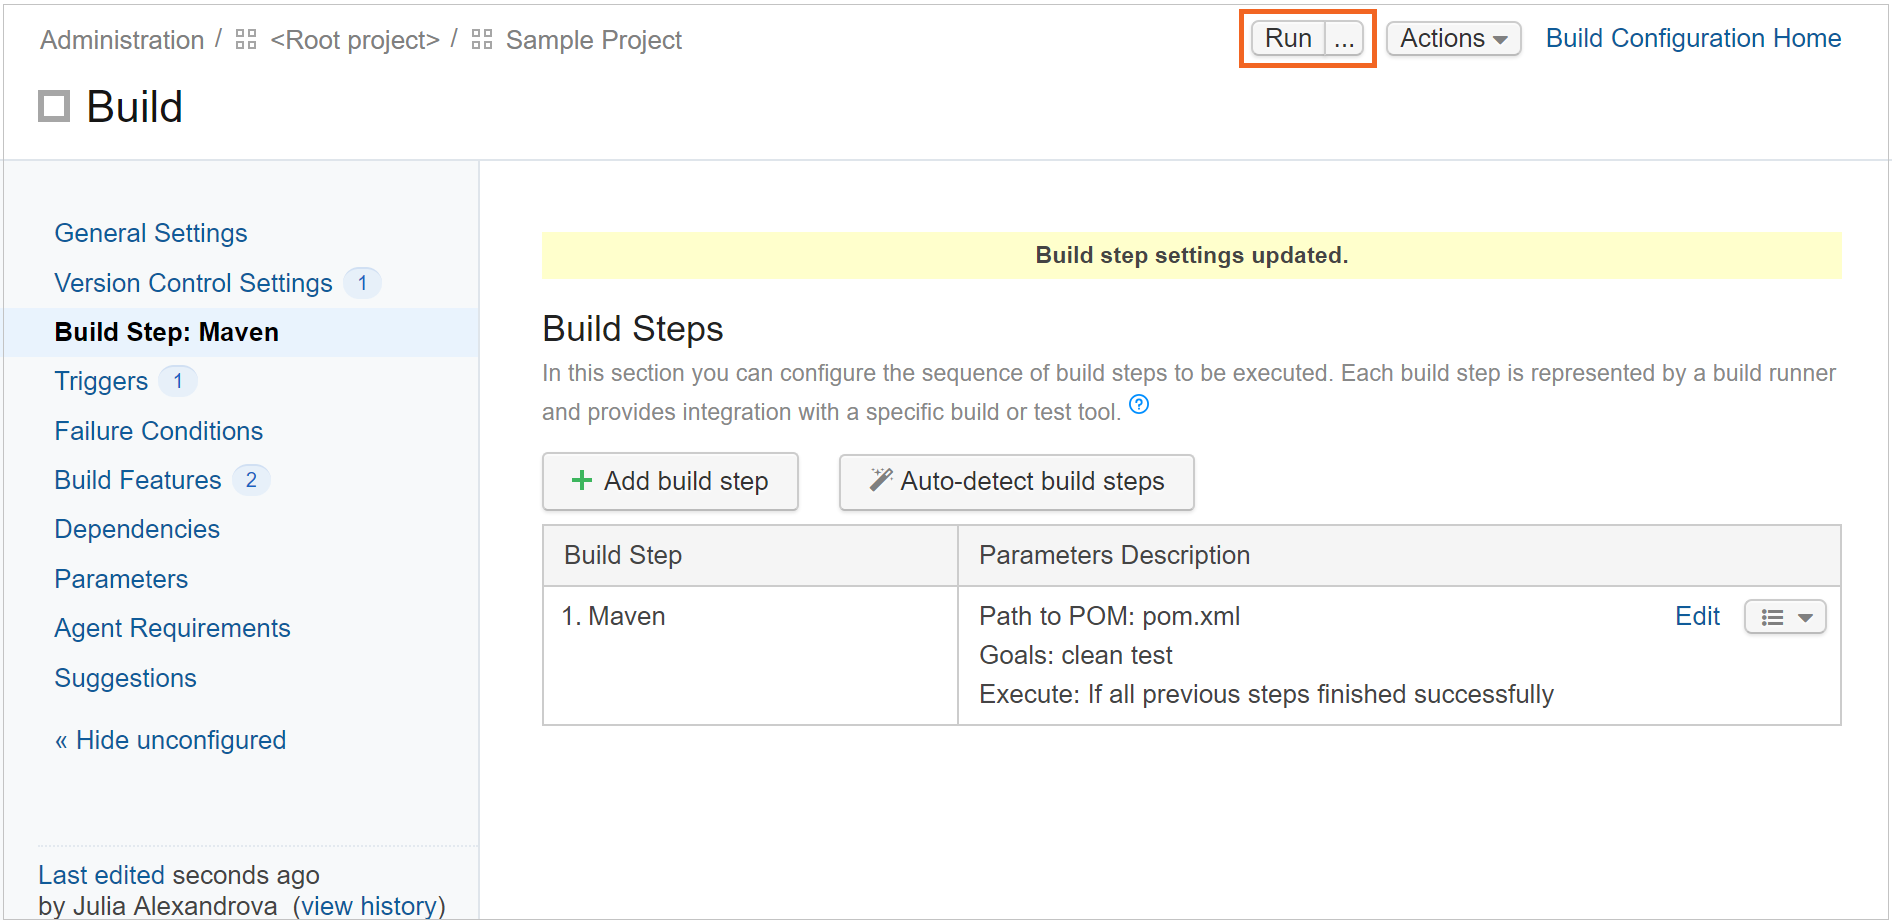 Administration / <Root project> / Sample Project
Run ... Actions Build Configuration Home
Build
General Settings
Version Control Settings 1
Build Step: Maven
Triggers 1
Failure Conditions
Build Features 2
Dependencies
Parameters
Agent Requirements
Suggestions
« Hide unconfigured
Last edited seconds ago
by Julia Alexandrova (view history)
Build step settings updated.
Build Steps
In this section you can configure the sequence of build steps to be executed. Each build step is represented by a build runner
and provides integration with a specific build or test tool. ?
+ Add build step Auto-detect build steps
Build Step Parameters Description
1. Maven Path to POM: pom.xml Edit
Goals: clean test
Execute: If all previous steps finished successfully